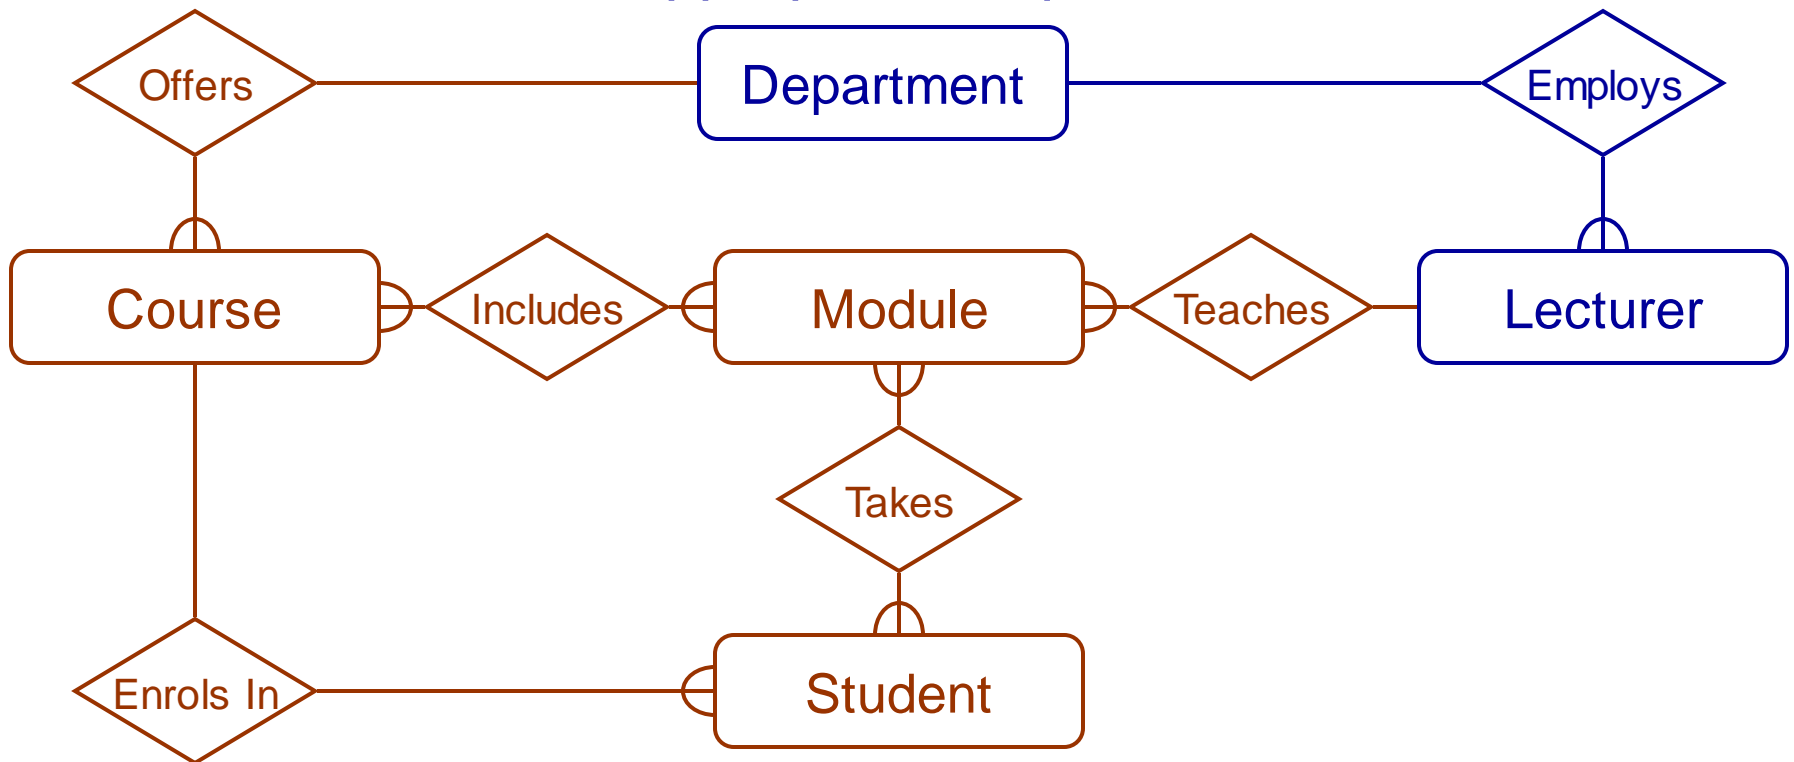 Offers
Department
Employs
Course
Includes
Module
Teaches
Lecturer
Takes
Enrols In
Student